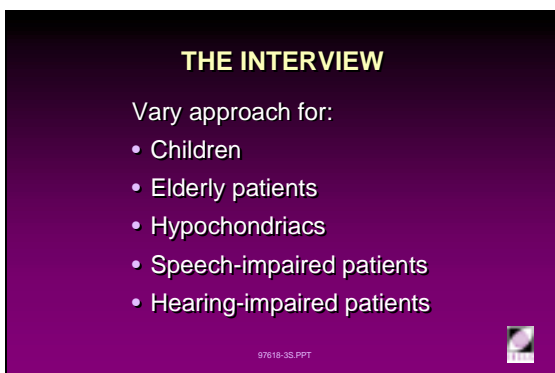 THE INTERVIEW
Vary approach for:
• Children
• Elderly patients
• Hypochondriacs
• Speech-impaired patients
• Hearing-impaired patients
97618-3S.PPT